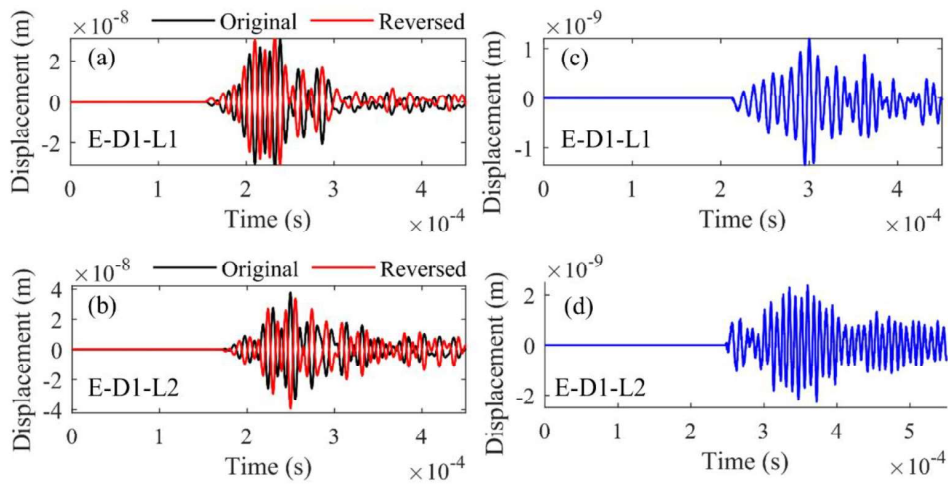 Original Reversed
×10⁻⁸
Displacement (m)
2
0
-2
(a)
E-D1-L1
0 1 2 3 4
Time (s)
×10⁻⁴
×10⁻⁹
Displacement (m)
1
0
-1
(c)
E-D1-L1
0 1 2 3 4
Time (s)
×10⁻⁴
×10⁻⁸
Original Reversed
Displacement (m)
4
2
0
-2
-4
(b)
E-D1-L2
0 1 2 3 4
Time (s)
×10⁻⁴
×10⁻⁹
Displacement (m)
2
0
-2
(d)
E-D1-L2
0 1 2 3 4 5
Time (s)
×10⁻⁴